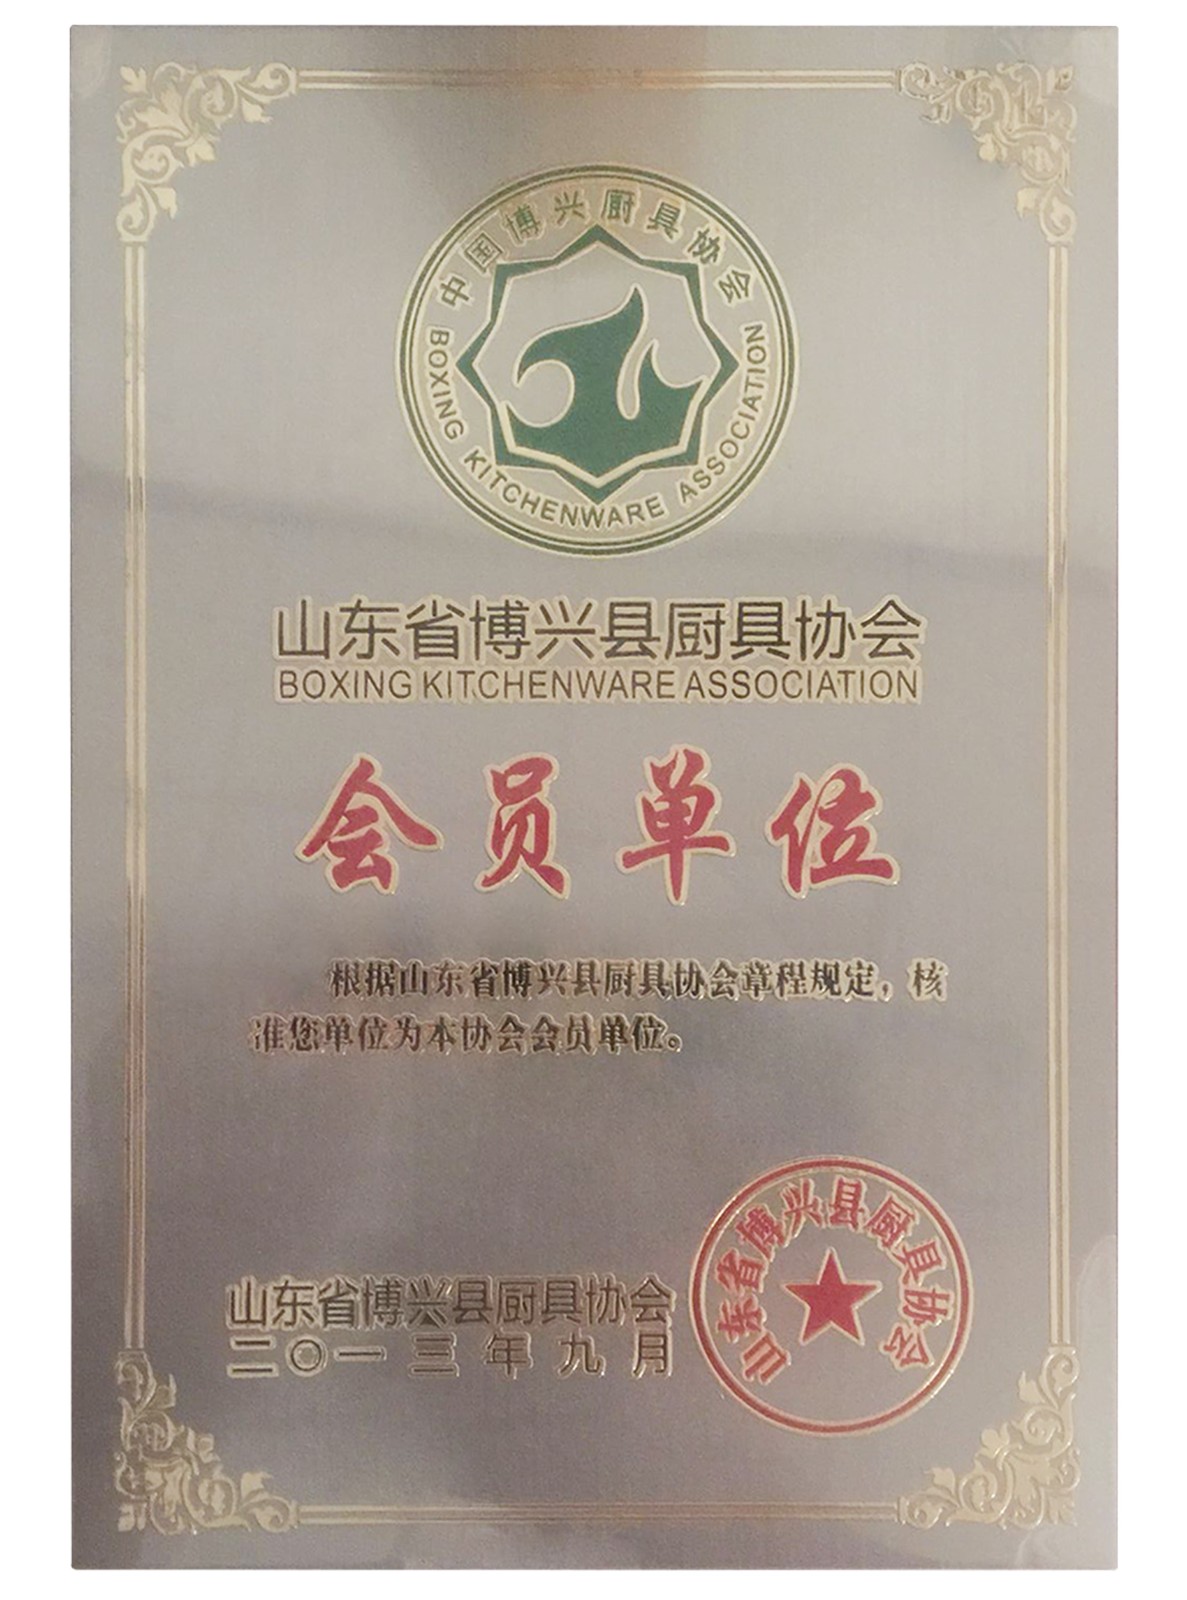 中国博兴厨具协会
BOXING KITCHENWARE ASSOCIATION
山东省博兴县厨具协会
BOXING KITCHENWARE ASSOCIATION
会员单位
根据山东省博兴县厨具协会章程规定，核
准您单位为本协会会员单位。
山东省博兴县厨具协会
二〇一三年九月
山东省博兴县厨具协会